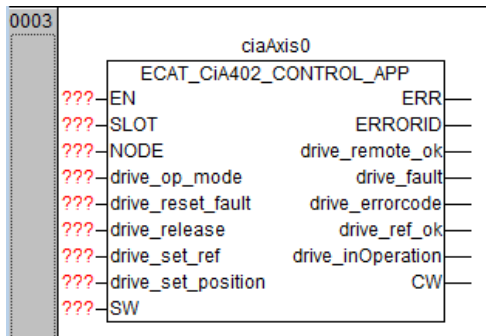 0003
ciaAxis0
ECAT_CiA402_CONTROL_APP
??? EN ERR
??? SLOT ERRORID
??? NODE drive_remote_ok
??? drive_op_mode drive_fault
??? drive_reset_fault drive_errorcode
??? drive_release drive_ref_ok
??? drive_set_ref drive_inOperation
??? drive_set_position CW
??? SW